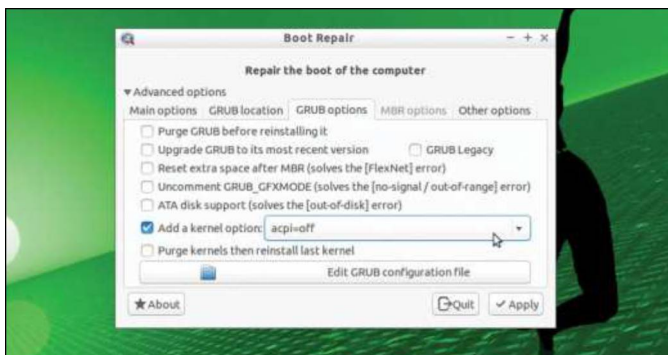 Boot Repair
Repair the boot of the computer
Advanced options
Main options GRUB location GRUB options MBR options Other options
Purge GRUB before reinstalling it
Upgrade GRUB to its most recent version GRUB Legacy
Reset extra space after MBR (solves the [FlexNet] error)
Uncomment GRUB_GFXMODE (solves the [no-signal / out-of-range] error)
ATA disk support (solves the [out-of-disk] error)
Add a kernel option: acpi=off
Purge kernels then reinstall last kernel
Edit GRUB configuration file
About Quit Apply